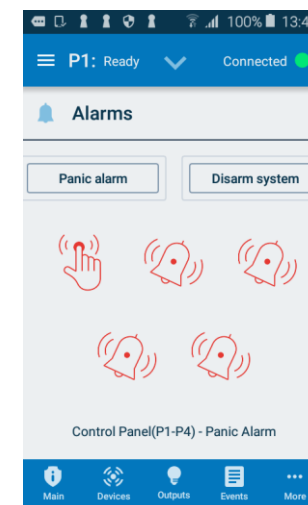 100% 13:4
P1: Ready Connected
Alarms
Panic alarm Disarm system
Control Panel(P1-P4) - Panic Alarm
Main Devices Outputs Events More